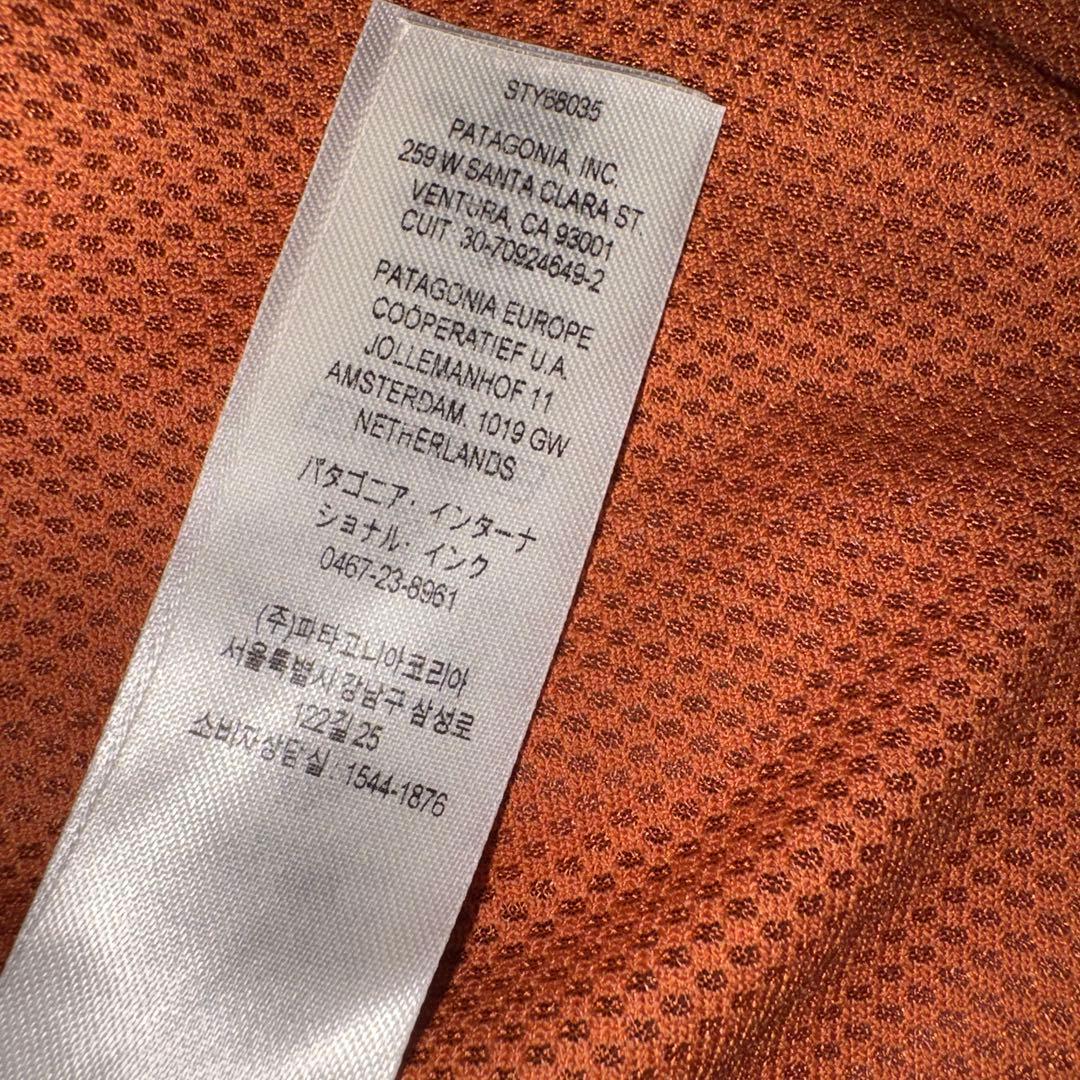 STY68035
PATAGONIA, INC.
259 W SANTA CLARA ST.
VENTURA, CA 93001
CUIT 30-70924649-2
PATAGONIA EUROPE
COÖPERATIEF U.A.
JOLLEMANHOF 11
AMSTERDAM, 1019 GW
NETHERLANDS
パタゴニア・インターナ
ショナル・インク
0467-23-8961
(주)파타고니아코리아
서울특별시 강남구 삼성로
122길 25
소비자상담실 : 1544-1876